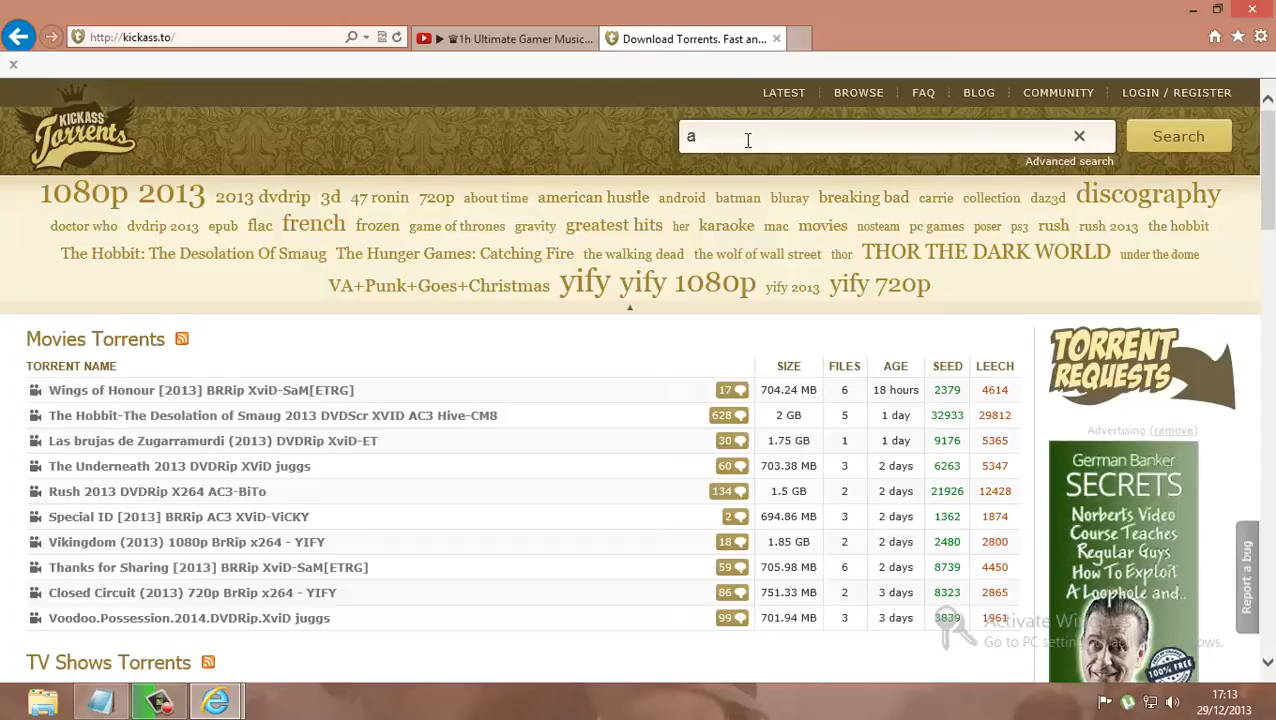 http://kickass.to/
▶ ♛1h Ultimate Gamer Music...
Download Torrents. Fast an...
LATEST BROWSE FAQ BLOG COMMUNITY LOGIN / REGISTER
KICKASS
Torrents
a
Search
Advanced search
1080p 2013 2013 dvdrip 3d 47 ronin 720p about time american hustle android batman bluray breaking bad carrie collection daz3d discography
doctor who dvdrip 2013 epub flac french frozen game of thrones gravity greatest hits her karaoke mac movies nosteam pc games poser ps3 rush rush 2013 the hobbit
The Hobbit: The Desolation Of Smaug The Hunger Games: Catching Fire the walking dead the wolf of wall street thor THOR THE DARK WORLD under the dome
VA+Punk+Goes+Christmas yify yify 1080p yify 2013 yify 720p
Movies Torrents
TORRENT NAME SIZE FILES AGE SEED LEECH
Wings of Honour [2013] BRRip XviD-SaM[ETRG] 17 704.24 MB 6 18 hours 2379 4614
The Hobbit-The Desolation of Smaug 2013 DVDScr XVID AC3 Hive-CM8 628 2 GB 5 1 day 32933 29812
Las brujas de Zugarramurdi (2013) DVDRip XviD-ET 30 1.75 GB 1 1 day 9176 5365
The Underneath 2013 DVDRip XViD juggs 60 703.38 MB 3 2 days 6263 5347
Rush 2013 DVDRip X264 AC3-BiTo 134 1.5 GB 2 2 days 21926 12428
Special ID [2013] BRRip AC3 XviD-ViCKY 2 694.86 MB 3 2 days 1362 1874
Vikingdom (2013) 1080p BrRip x264 - YIFY 18 1.85 GB 2 2 days 2480 2800
Thanks for Sharing [2013] BRRip XviD-SaM[ETRG] 59 705.98 MB 6 2 days 8739 4450
Closed Circuit (2013) 720p BrRip x264 - YIFY 86 751.33 MB 2 3 days 8323 2865
Voodoo.Possession.2014.DVDRip.XviD juggs 99 701.94 MB 3 3 days 3839 1961
TV Shows Torrents
TORRENT
REQUESTS
Advertising (remove)
German Banker
SECRETS
Norbert's Video
Course Teaches
Regular Guys
How To Exploit
A Loophole and..
100% FREE
Report a bug
Activate Win
Go to PC settin ows.
17:13
29/12/2013